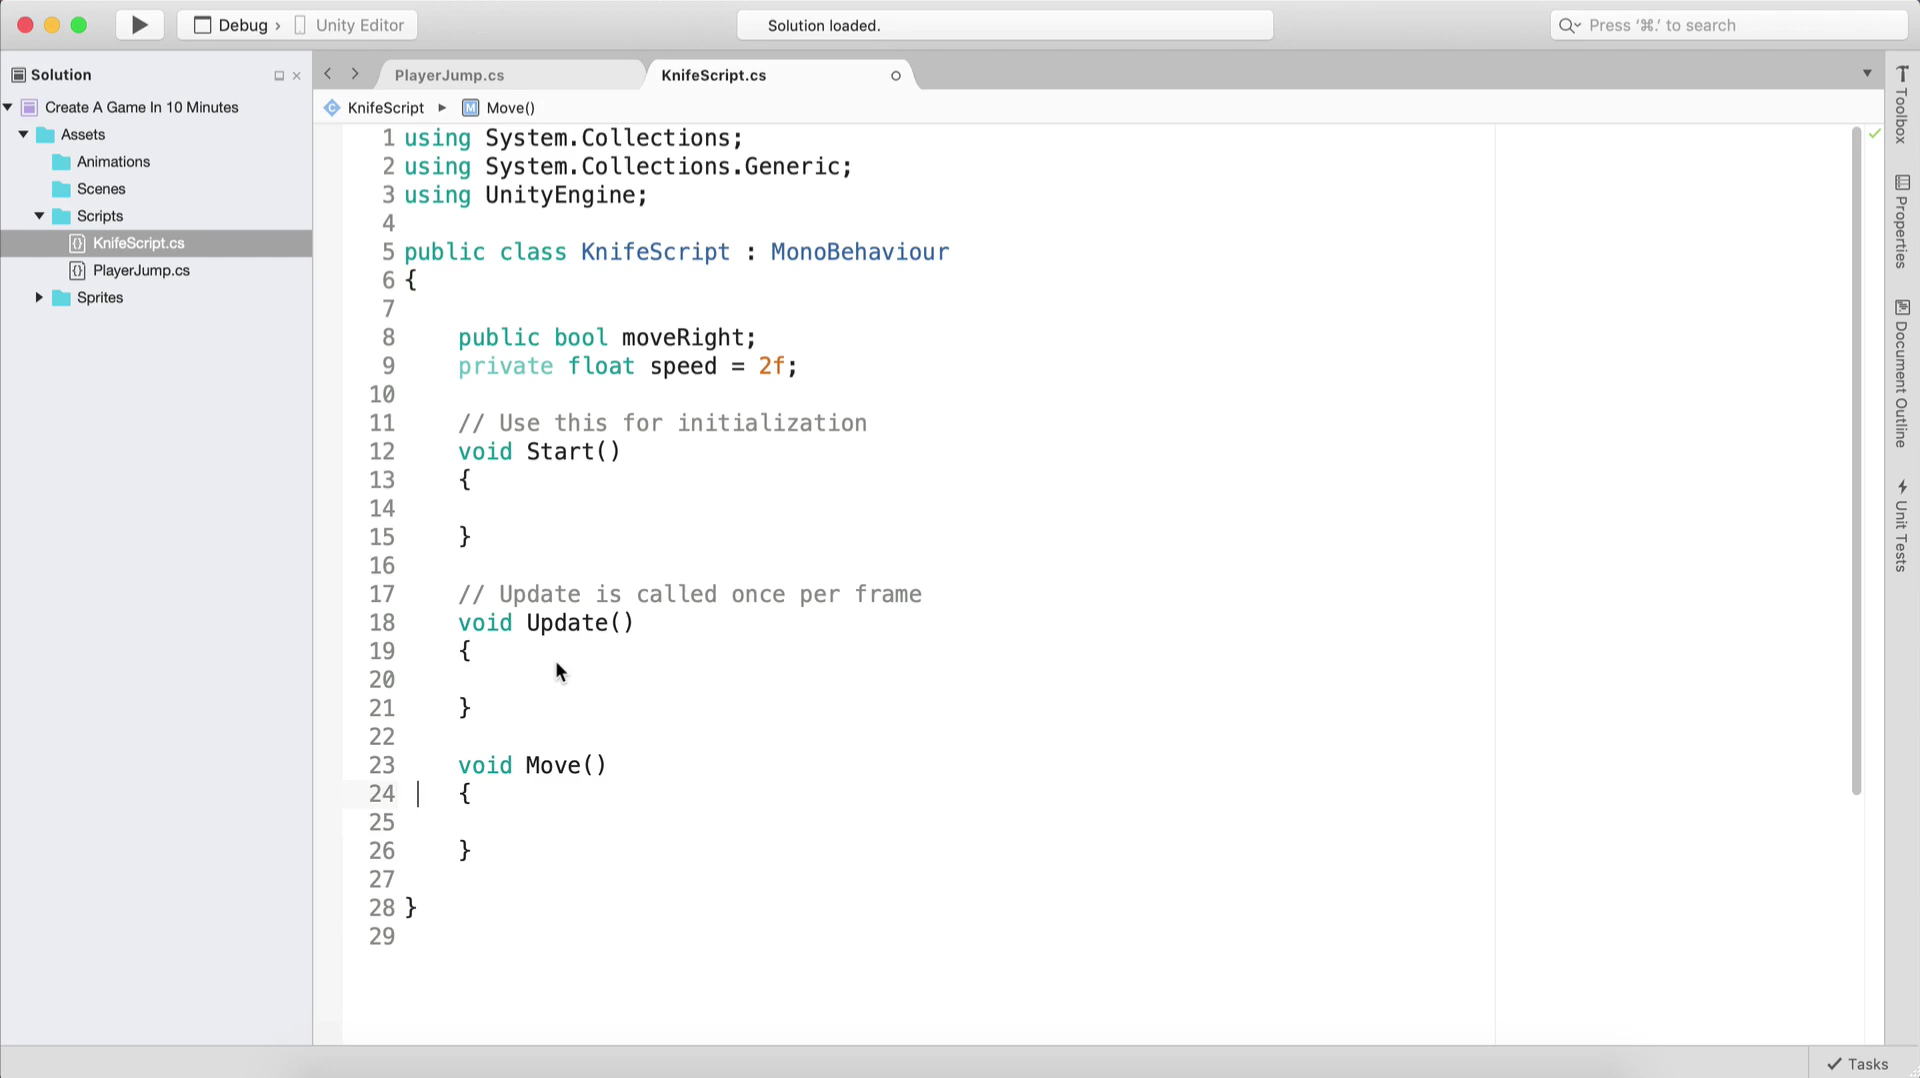 Debug › Unity Editor
Solution loaded.
Press '⌘.' to search
Solution
Create A Game In 10 Minutes
Assets
Animations
Scenes
Scripts
KnifeScript.cs
PlayerJump.cs
Sprites
PlayerJump.cs
KnifeScript.cs
KnifeScript ▸ M Move()
1 using System.Collections;
2 using System.Collections.Generic;
3 using UnityEngine;
4
5 public class KnifeScript : MonoBehaviour
6 {
7
8 public bool moveRight;
9 private float speed = 2f;
10
11 // Use this for initialization
12 void Start()
13 {
14
15 }
16
17 // Update is called once per frame
18 void Update()
19 {
20
21 }
22
23 void Move()
24 {
25
26 }
27
28 }
29
Toolbox
Properties
Document Outline
Unit Tests
Tasks